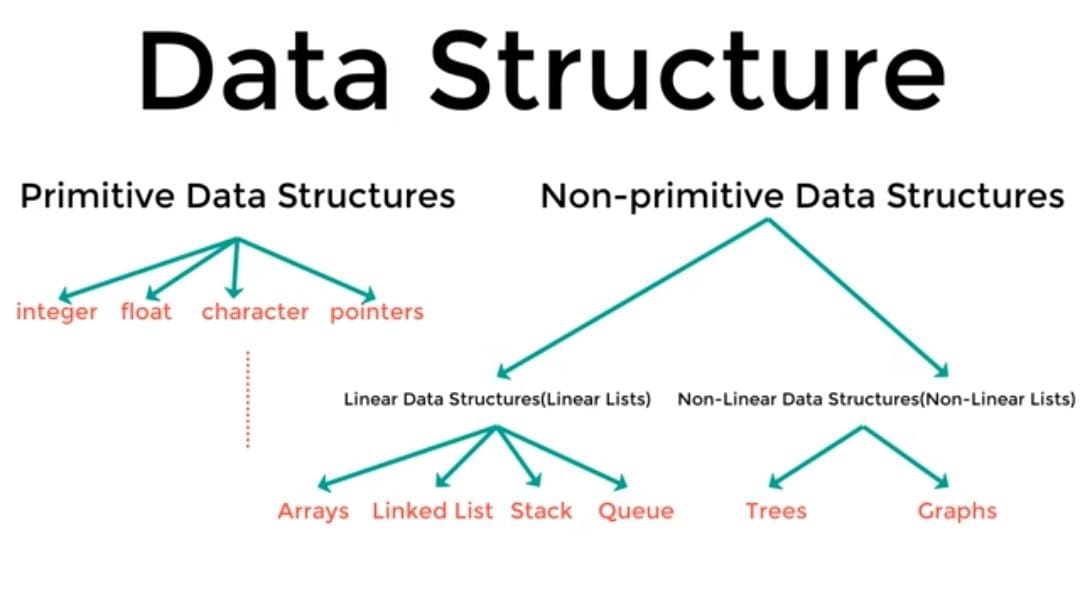 Data Structure
Primitive Data Structures
Non-primitive Data Structures
integer float character pointers
Linear Data Structures(Linear Lists)
Non-Linear Data Structures(Non-Linear Lists)
Arrays Linked List Stack Queue
Trees Graphs